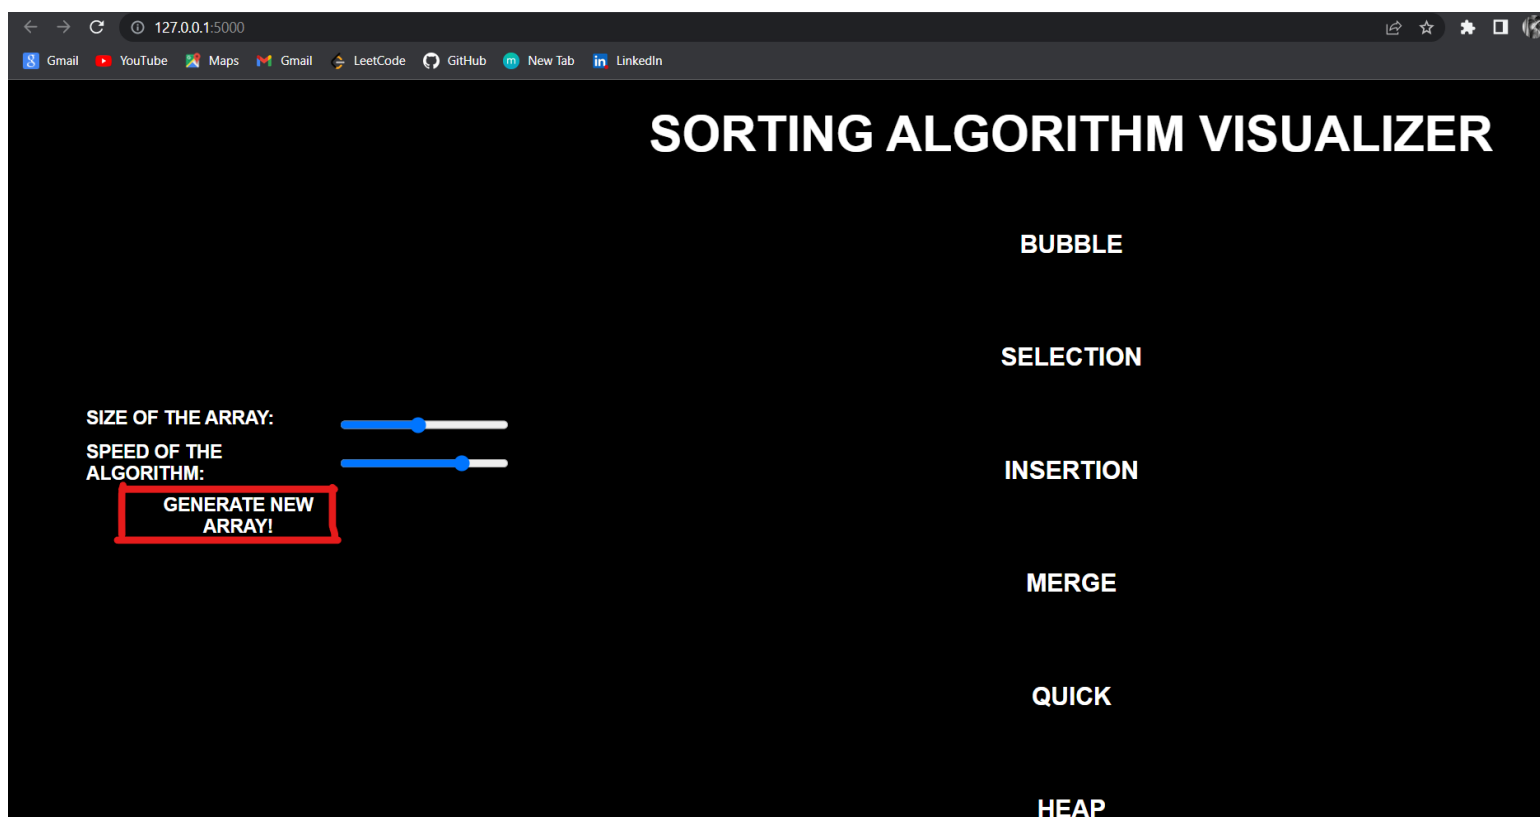 127.0.0.1:5000
Gmail YouTube Maps Gmail LeetCode GitHub New Tab LinkedIn
SORTING ALGORITHM VISUALIZER
BUBBLE
SELECTION
SIZE OF THE ARRAY:
SPEED OF THE
ALGORITHM:
GENERATE NEW
ARRAY!
INSERTION
MERGE
QUICK
HEAP